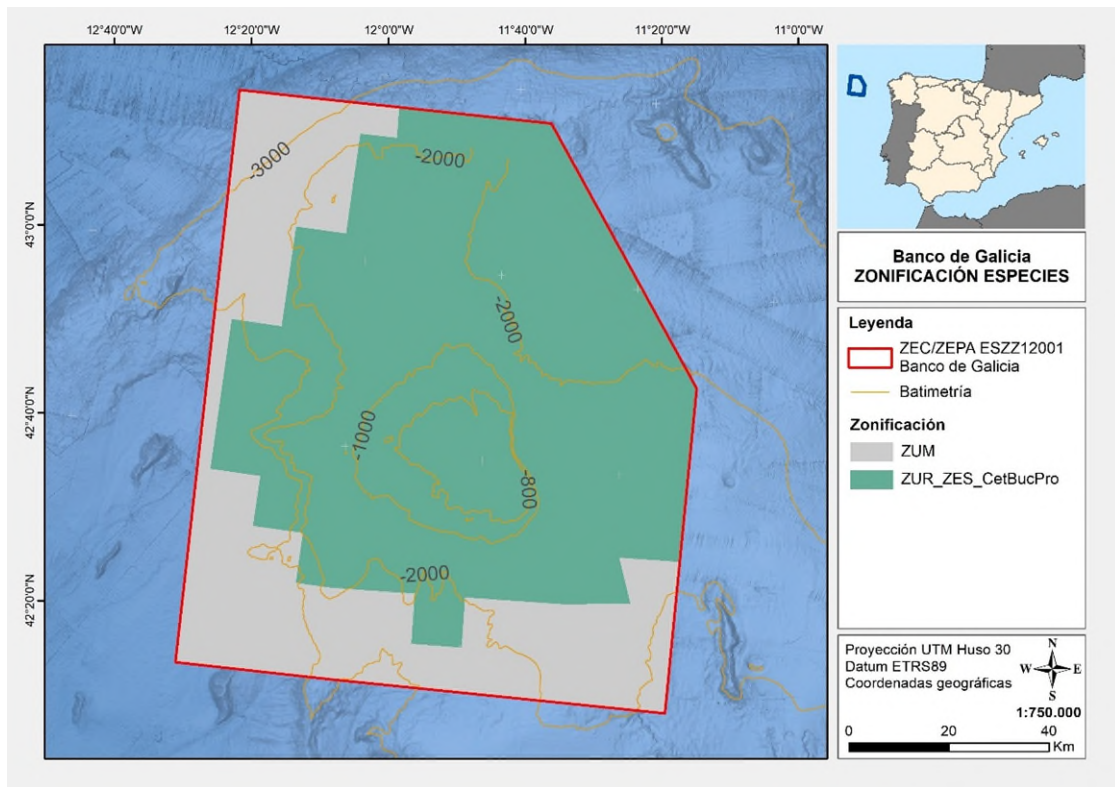 12°40'0"W 12°20'0"W 12°0'0"W 11°40'0"W 11°20'0"W 11°0'0"W
43°0'0"N
42°40'0"N
42°20'0"N
-3000
-2000
-2000
-1000
-800
-2000
Banco de Galicia
ZONIFICACIÓN ESPECIES
Leyenda
ZEC/ZEPA ESZZ12001
Banco de Galicia
Batimetría
Zonificación
ZUM
ZUR_ZES_CetBucPro
Proyección UTM Huso 30
Datum ETRS89
Coordenadas geográficas
N
W E
S
1:750.000
0 20 40
Km